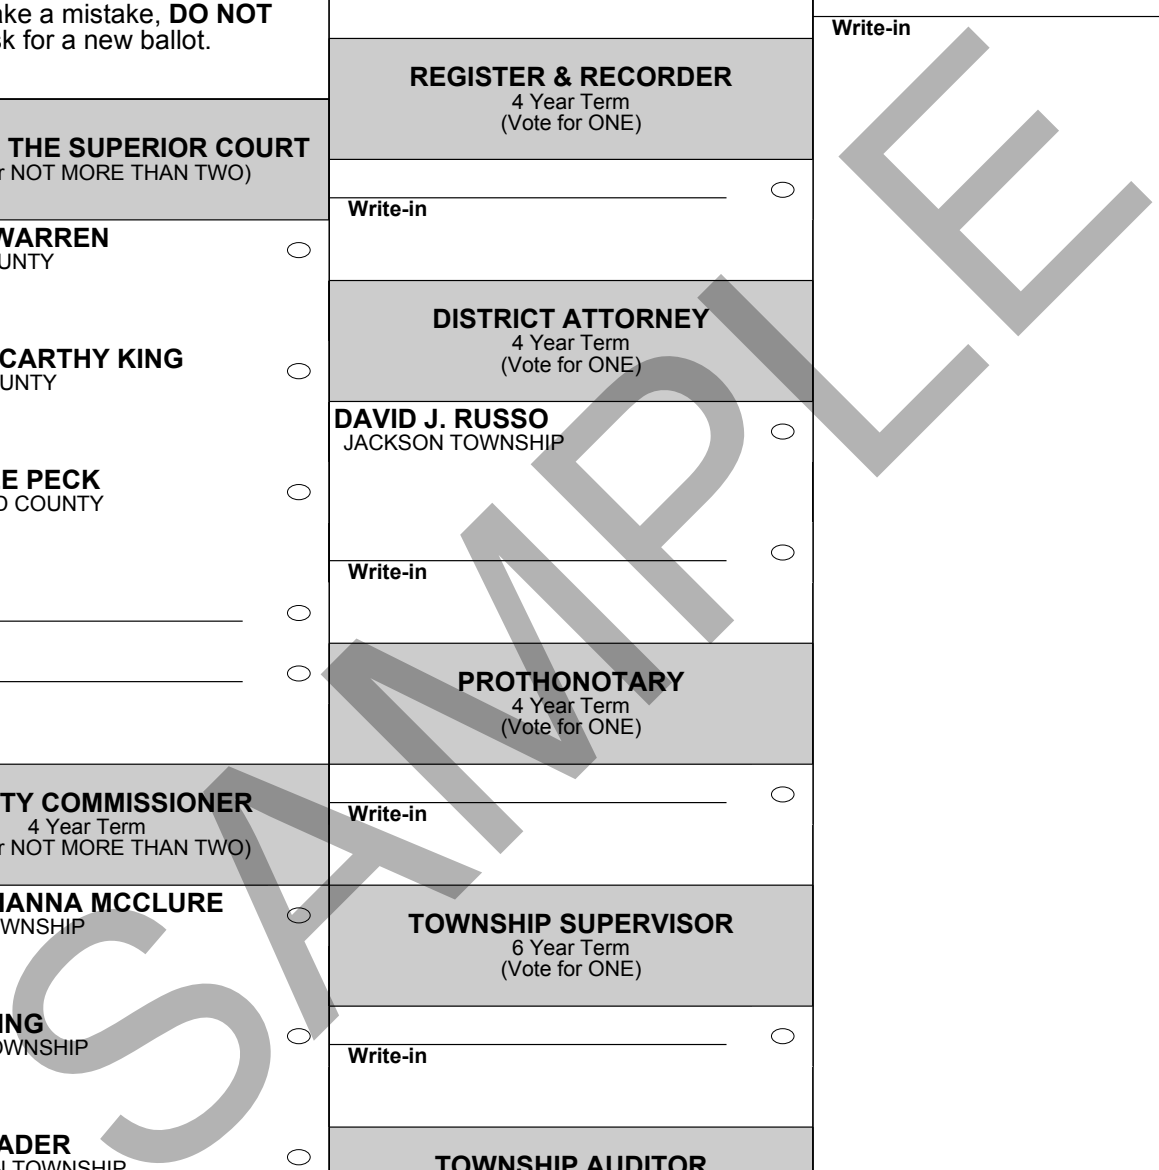 ake a mistake, DO NOT
sk for a new ballot.
THE SUPERIOR COURT
r NOT MORE THAN TWO)
WARREN
UNTY
CARTHY KING
UNTY
E PECK
D COUNTY
TY COMMISSIONER
4 Year Term
r NOT MORE THAN TWO)
IANNA MCCLURE
WNSHIP
ING
OWNSHIP
ADER
N TOWNSHIP
REGISTER & RECORDER
4 Year Term
(Vote for ONE)
Write-in
DISTRICT ATTORNEY
4 Year Term
(Vote for ONE)
DAVID J. RUSSO
JACKSON TOWNSHIP
Write-in
PROTHONOTARY
4 Year Term
(Vote for ONE)
Write-in
TOWNSHIP SUPERVISOR
6 Year Term
(Vote for ONE)
Write-in
TOWNSHIP AUDITOR
Write-in
SAMPLE